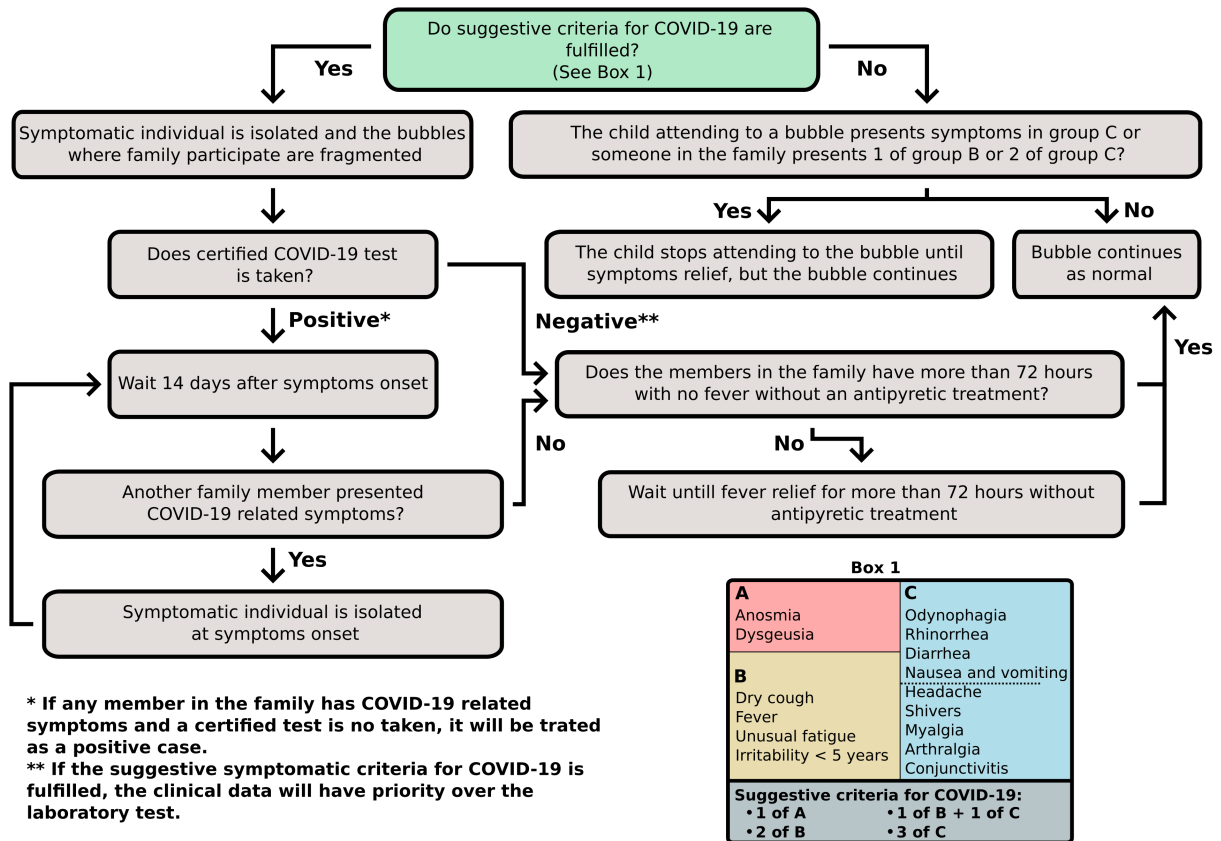 Do suggestive criteria for COVID-19 are
fulfilled?
(See Box 1)
Yes
No
Symptomatic individual is isolated and the bubbles
where family participate are fragmented
The child attending to a bubble presents symptoms in group C or
someone in the family presents 1 of group B or 2 of group C?
Yes
No
Does certified COVID-19 test
is taken?
The child stops attending to the bubble until
symptoms relief, but the bubble continues
Bubble continues
as normal
Positive*
Negative**
Yes
Wait 14 days after symptoms onset
Does the members in the family have more than 72 hours
with no fever without an antipyretic treatment?
No
No
Another family member presented
COVID-19 related symptoms?
Wait untill fever relief for more than 72 hours without
antipyretic treatment
Yes
Symptomatic individual is isolated
at symptoms onset
Box 1
A
Anosmia
Dysgeusia
B
Dry cough
Fever
Unusual fatigue
Irritability < 5 years
C
Odynophagia
Rhinorrhea
Diarrhea
Nausea and vomiting
Headache
Shivers
Myalgia
Arthralgia
Conjunctivitis
Suggestive criteria for COVID-19:
•1 of A
•1 of B + 1 of C
•2 of B
•3 of C
* If any member in the family has COVID-19 related
symptoms and a certified test is no taken, it will be trated
as a positive case.
** If the suggestive symptomatic criteria for COVID-19 is
fulfilled, the clinical data will have priority over the
laboratory test.